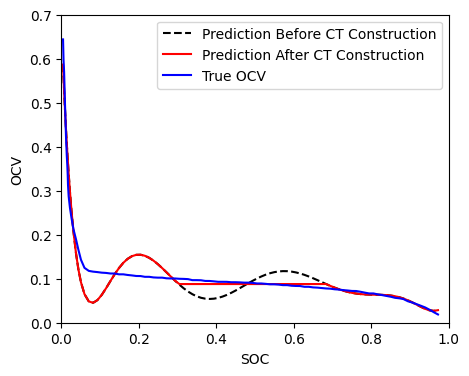 Prediction Before CT Construction
Prediction After CT Construction
True OCV
0.7
0.6
0.5
0.4
0.3
0.2
0.1
0.0
OCV
0.0 0.2 0.4 0.6 0.8 1.0
SOC